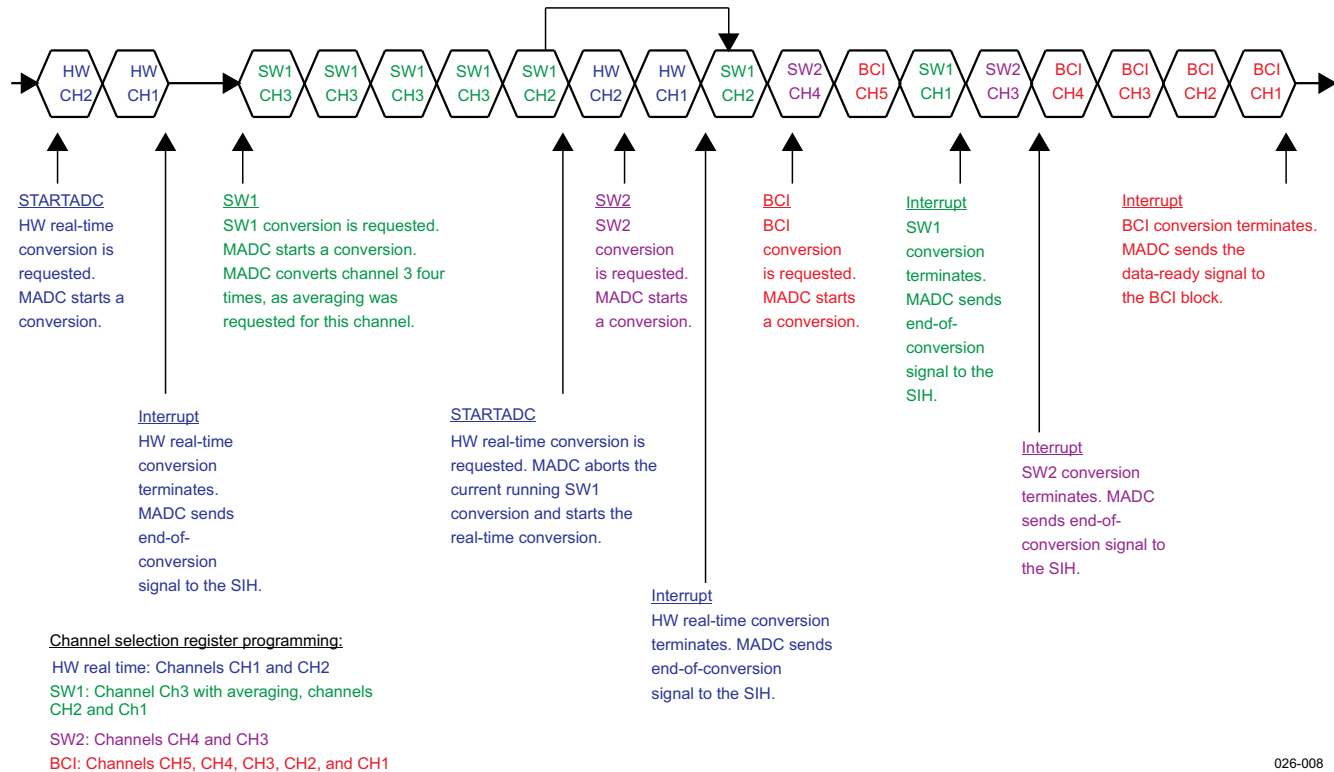 HW
CH2
HW
CH1
SW1
CH3
SW1
CH3
SW1
CH3
SW1
CH3
SW1
CH2
HW
CH2
HW
CH1
SW1
CH2
SW2
CH4
BCI
CH5
SW1
CH1
SW2
CH3
BCI
CH4
BCI
CH3
BCI
CH2
BCI
CH1
STARTADC
HW real-time
conversion is
requested.
MADC starts a
conversion.
SW1
SW1 conversion is requested.
MADC starts a conversion.
MADC converts channel 3 four
times, as averaging was
requested for this channel.
SW2
SW2
conversion
is requested.
MADC starts
a conversion.
BCI
BCI
conversion
is requested.
MADC starts
a conversion.
Interrupt
SW1
conversion
terminates.
MADC sends
end-of-
conversion
signal to the
SIH.
Interrupt
BCI conversion terminates.
MADC sends the
data-ready signal to
the BCI block.
Interrupt
HW real-time
conversion
terminates.
MADC sends
end-of-
conversion
signal to the SIH.
STARTADC
HW real-time conversion is
requested. MADC aborts the
current running SW1
conversion and starts the
real-time conversion.
Interrupt
SW2 conversion
terminates. MADC
sends end-of-
conversion signal to
the SIH.
Interrupt
HW real-time conversion
terminates. MADC sends
end-of-conversion
signal to the SIH.
Channel selection register programming:
HW real time: Channels CH1 and CH2
SW1: Channel Ch3 with averaging, channels
CH2 and Ch1
SW2: Channels CH4 and CH3
BCI: Channels CH5, CH4, CH3, CH2, and CH1
026-008